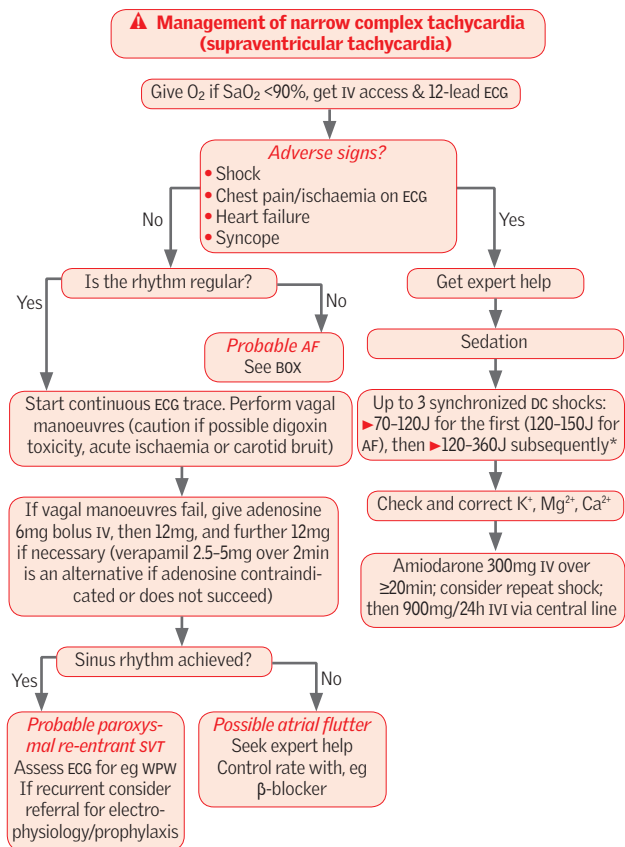 ⚠ Management of narrow complex tachycardia
(supraventricular tachycardia)
Give O₂ if SaO₂ <90%, get IV access & 12-lead ECG
Adverse signs?
• Shock
• Chest pain/ischaemia on ECG
• Heart failure
• Syncope
No
Yes
Is the rhythm regular?
Yes
No
Probable AF
See BOX
Start continuous ECG trace. Perform vagal
manoeuvres (caution if possible digoxin
toxicity, acute ischaemia or carotid bruit)
If vagal manoeuvres fail, give adenosine
6mg bolus IV, then 12mg, and further 12mg
if necessary (verapamil 2.5–5mg over 2min
is an alternative if adenosine contraindi-
cated or does not succeed)
Sinus rhythm achieved?
Yes
No
Probable paroxys-
mal re-entrant SVT
Assess ECG for eg WPW
If recurrent consider
referral for electro-
physiology/prophylaxis
Possible atrial flutter
Seek expert help
Control rate with, eg
β-blocker
Get expert help
Sedation
Up to 3 synchronized DC shocks:
►70–120J for the first (120–150J for
AF), then ►120–360J subsequently*
Check and correct K⁺, Mg²⁺, Ca²⁺
Amiodarone 300mg IV over
≥20min; consider repeat shock;
then 900mg/24h IVI via central line